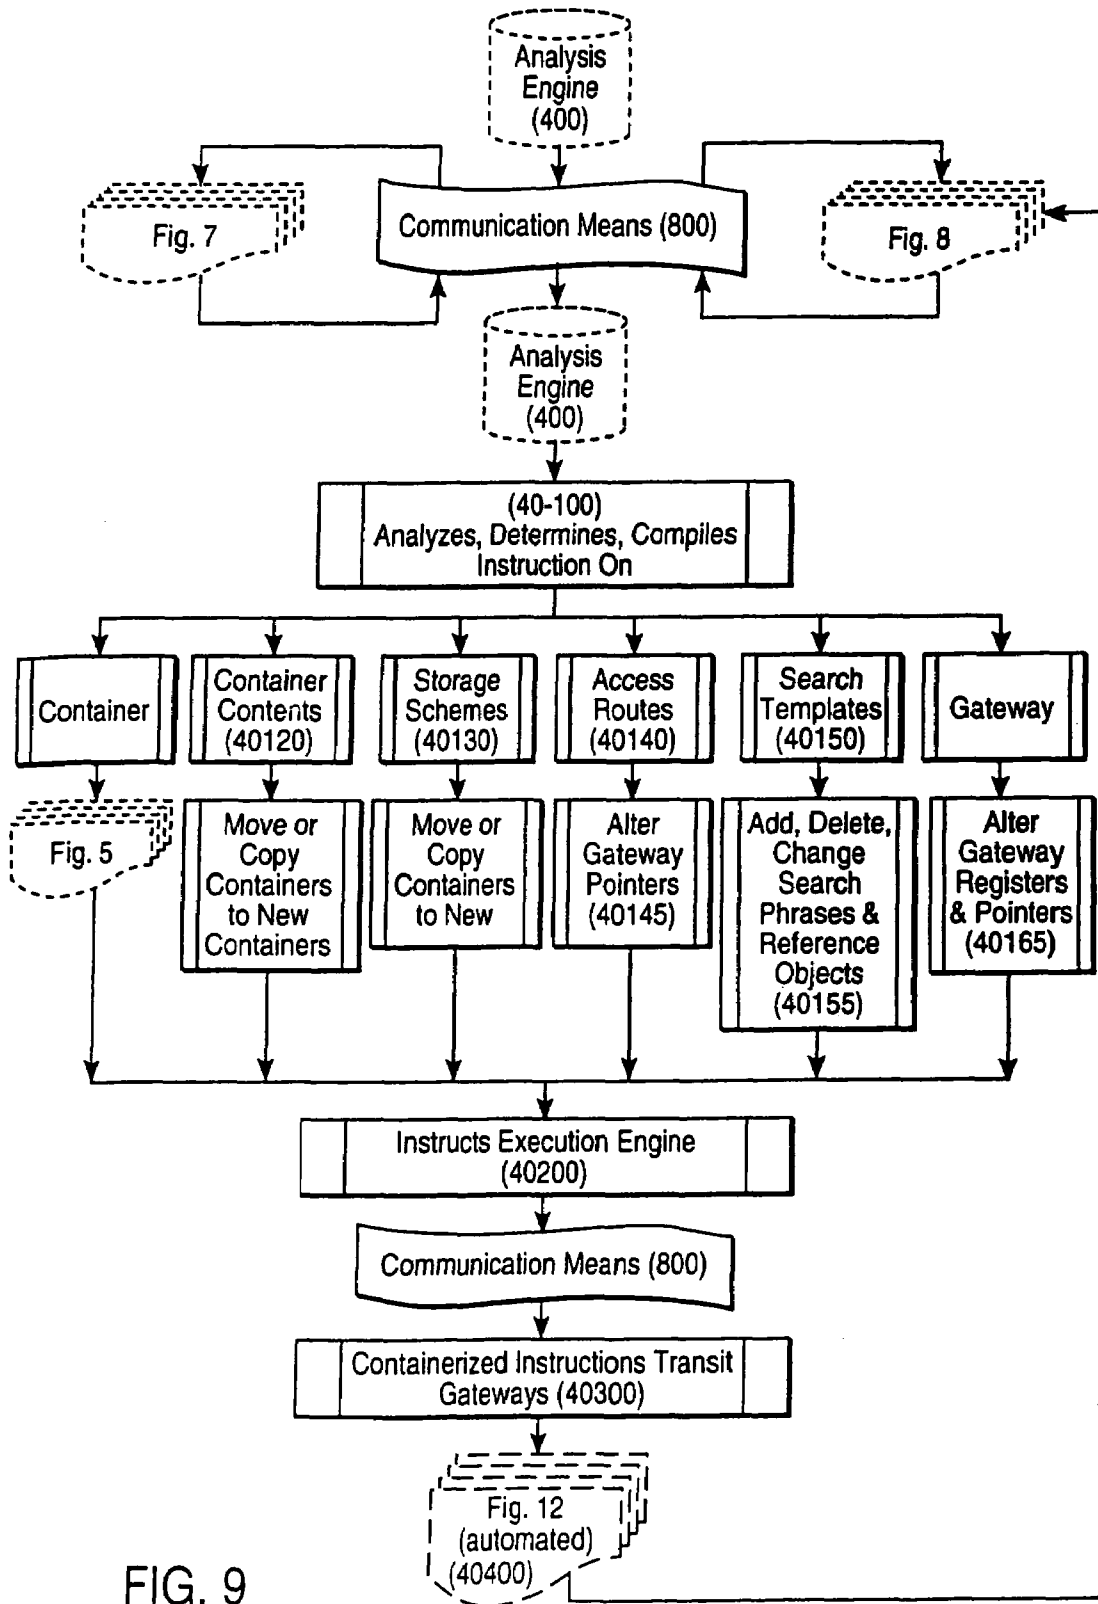 Analysis
Engine
(400)
Fig. 7
Communication Means (800)
Fig. 8
Analysis
Engine
(400)
(40-100)
Analyzes, Determines, Compiles
Instruction On
Container
Container
Contents
(40120)
Storage
Schemes
(40130)
Access
Routes
(40140)
Search
Templates
(40150)
Gateway
Fig. 5
Move or
Copy
Containers
to New
Containers
Move or
Copy
Containers
to New
Alter
Gateway
Pointers
(40145)
Add, Delete,
Change
Search
Phrases &
Reference
Objects
(40155)
Alter
Gateway
Registers
& Pointers
(40165)
Instructs Execution Engine
(40200)
Communication Means (800)
Containerized Instructions Transit
Gateways (40300)
Fig. 12
(automated)
(40400)
FIG. 9